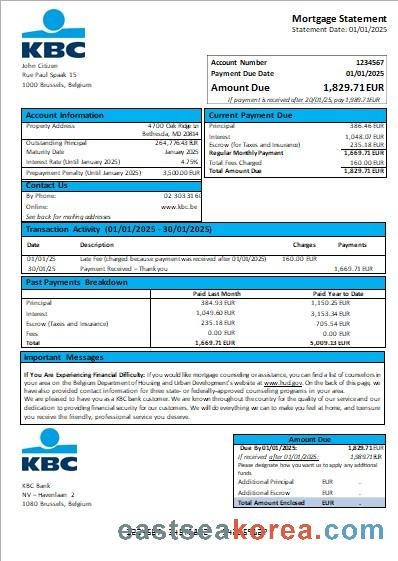 KBC
Mortgage Statement
Statement Date: 01/01/2025
John Citizen
Rue Paul Spaak 15
1000 Brussels, Belgium
Account Number 1234567
Payment Due Date 01/01/2025
Amount Due 1,829.71EUR
If payment is received after 20/01/25, pay 1,989.71EUR
Account Information
Property Address 4700 Oak Ridge Ln
Bethesda, MD 20814
Outstanding Principal 264,776.43EUR
Maturity Date January 2025
Interest Rate (Until January 2025) 4.75%
Prepayment Penalty (Until January 2025) 3,500.00EUR
Contact Us
By Phone: 02 303 31 60
Online: www.kbc.be
See back for mailing addresses
Current Payment Due
Principal 386.46 EUR
Interest 1,048.07 EUR
Escrow (for Taxes and Insurance) 235.18 EUR
Regular Monthly Payment 1,669.71 EUR
Total Fees Charged 160.00 EUR
Total Amount Due 1,829.71 EUR
Transaction Activity (01/01/2025 - 30/01/2025)
Date Description Charges Payments
01/01/25 Late Fee (charged because payment was received after 01/01/2025) 160.00 EUR
30/01/25 Payment Received – Thank you 1,669.71 EUR
Past Payments Breakdown
Paid Last Month Paid Year to Date
Principal 384.93 EUR 1,150.25 EUR
Interest 1,049.60 EUR 3,153.34 EUR
Escrow (Taxes and Insurance) 235.18 EUR 705.54 EUR
Fees 0.00 EUR 0.00 EUR
Total 1,669.71 EUR 5,009.13 EUR
Important Messages
If You Are Experiencing Financial Difficulty: If you would like mortgage counseling or assistance, you can find a list of counselors in
your area on the Belgium Department of Housing and Urban Development's website at www.hud.gov. On the back of this page, we
have also provided contact information for three state or federally-approved counseling programs in your area.
We are pleased to have you as a KBC bank customer. We are known throughout the country for the quality of our service and our
dedication to providing financial security for our customers. We will do everything we can to make you feel at home, and to ensure
you receive the friendly, professional service you deserve.
KBC
KBC Bank
NV – Havenlaan 2
1080 Brussels, Belgium
Amount Due
Due By 01/01/2025: 1,829.71 EUR
If received after 01/01/2025: 1,989.71 EUR
Please designate how you want us to apply any additional
funds.
Additional Principal EUR .
Additional Escrow EUR .
Total Amount Enclosed EUR .
eastseakorea.com